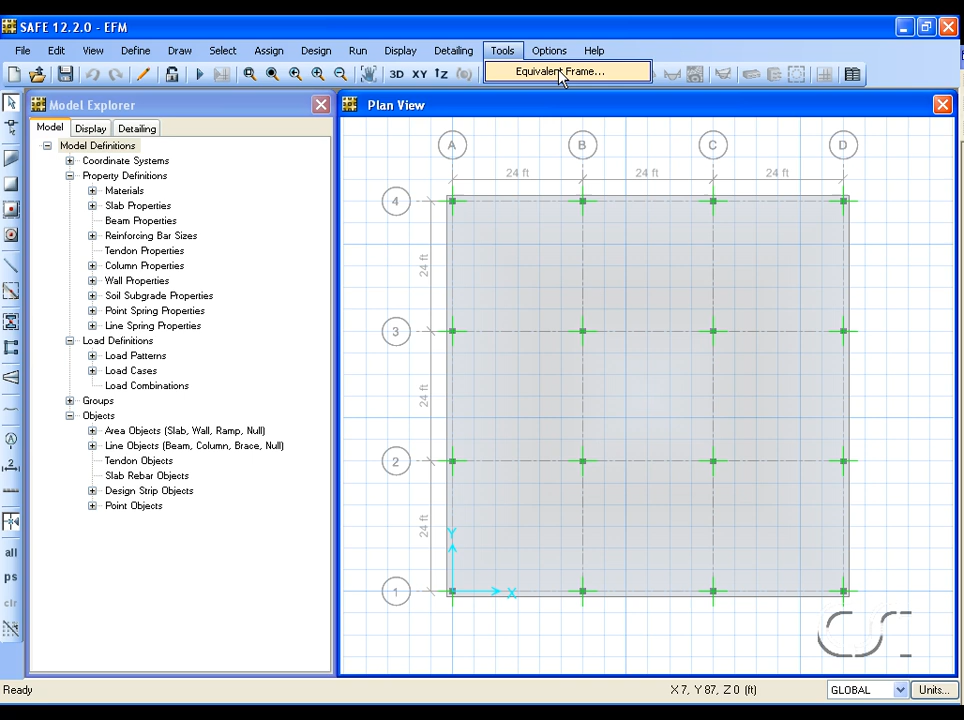 SAFE 12.2.0 - EFM
File Edit View Define Draw Select Assign Design Run Display Detailing Tools Options Help
3D XY
Equivalent Frame...
Model Explorer
Plan View
Model Display Detailing
Model Definitions
Coordinate Systems
Property Definitions
Materials
Slab Properties
Beam Properties
Reinforcing Bar Sizes
Tendon Properties
Column Properties
Wall Properties
Soil Subgrade Properties
Point Spring Properties
Line Spring Properties
Load Definitions
Load Patterns
Load Cases
Load Combinations
Groups
Objects
Area Objects (Slab, Wall, Ramp, Null)
Line Objects (Beam, Column, Brace, Null)
Tendon Objects
Slab Rebar Objects
Design Strip Objects
Point Objects
all
ps
clr
A B C D
24 ft 24 ft 24 ft
4
24 ft
3
24 ft
2
24 ft
Y
1
X
CSI
Ready
X 7, Y 87, Z 0 (ft)
GLOBAL
Units...